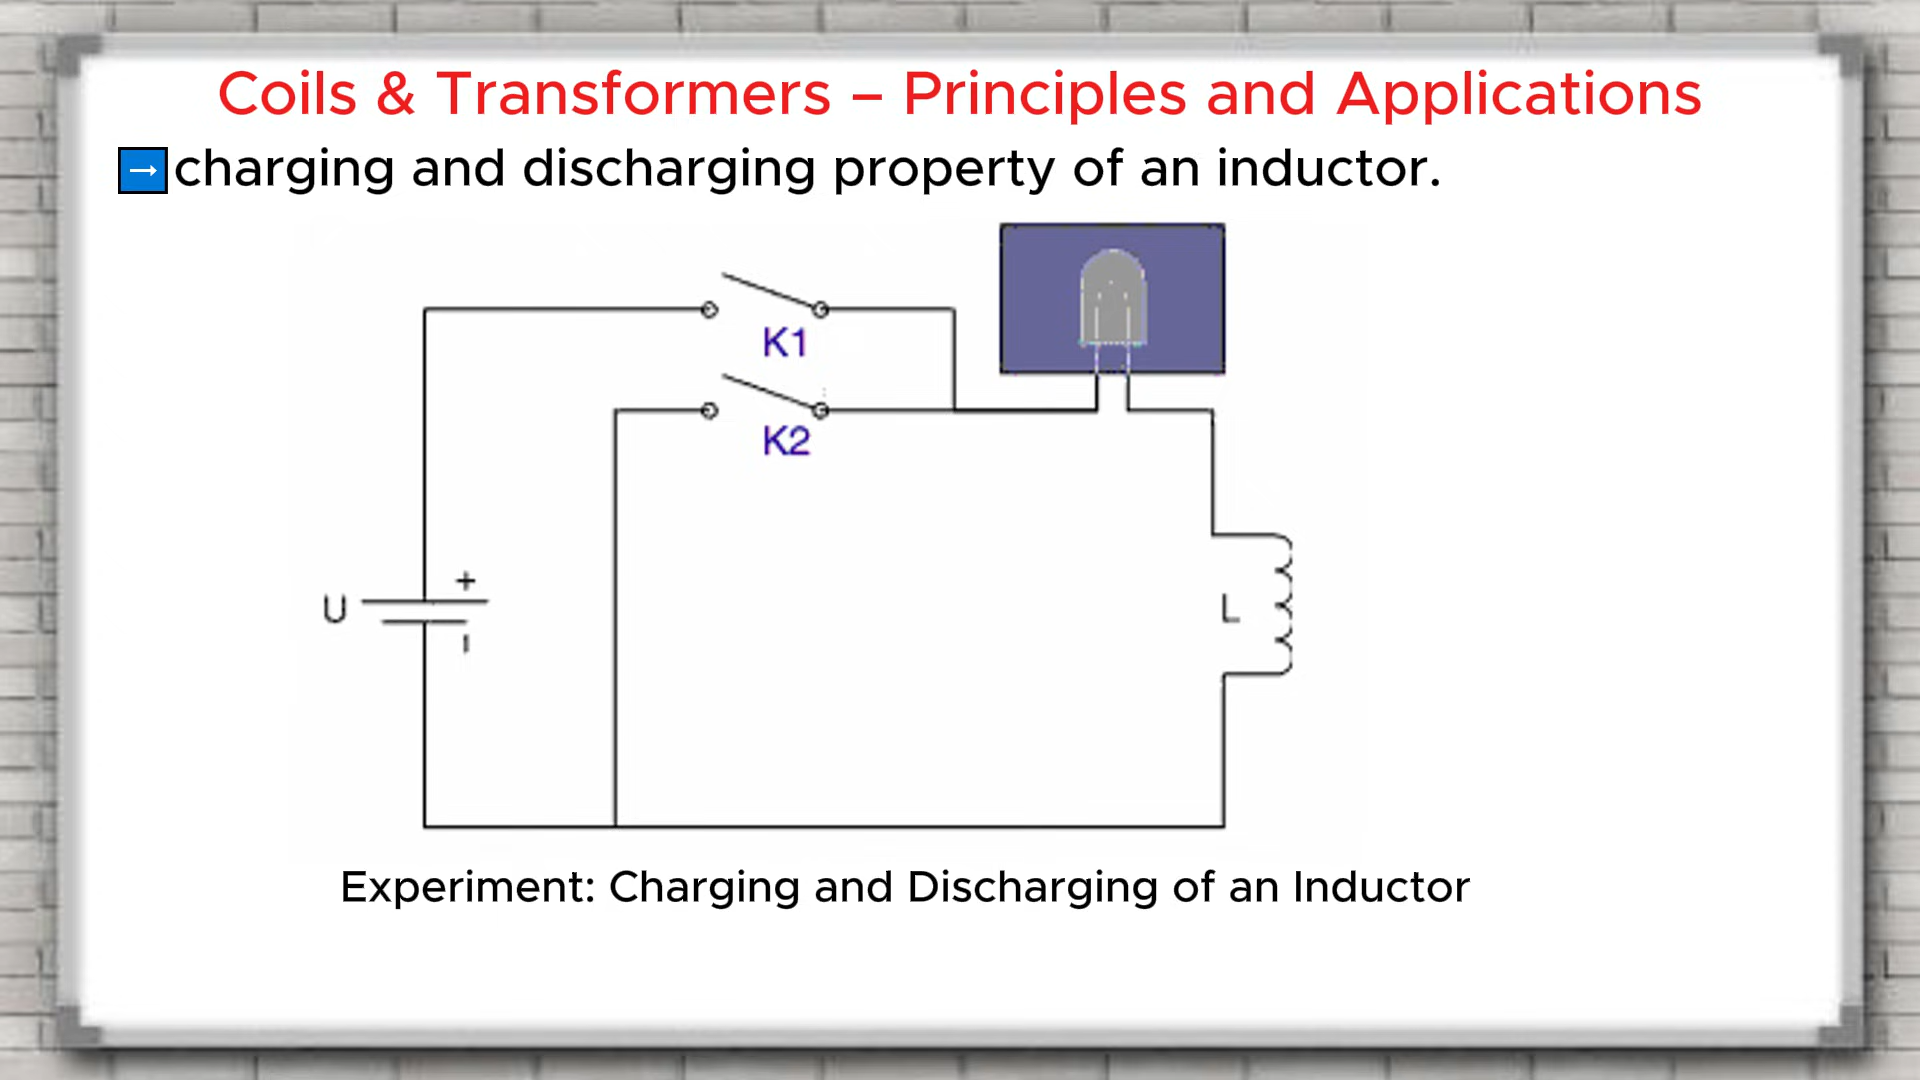 Coils & Transformers – Principles and Applications
→ charging and discharging property of an inductor.
K1
K2
+
U
-
L
Experiment: Charging and Discharging of an Inductor